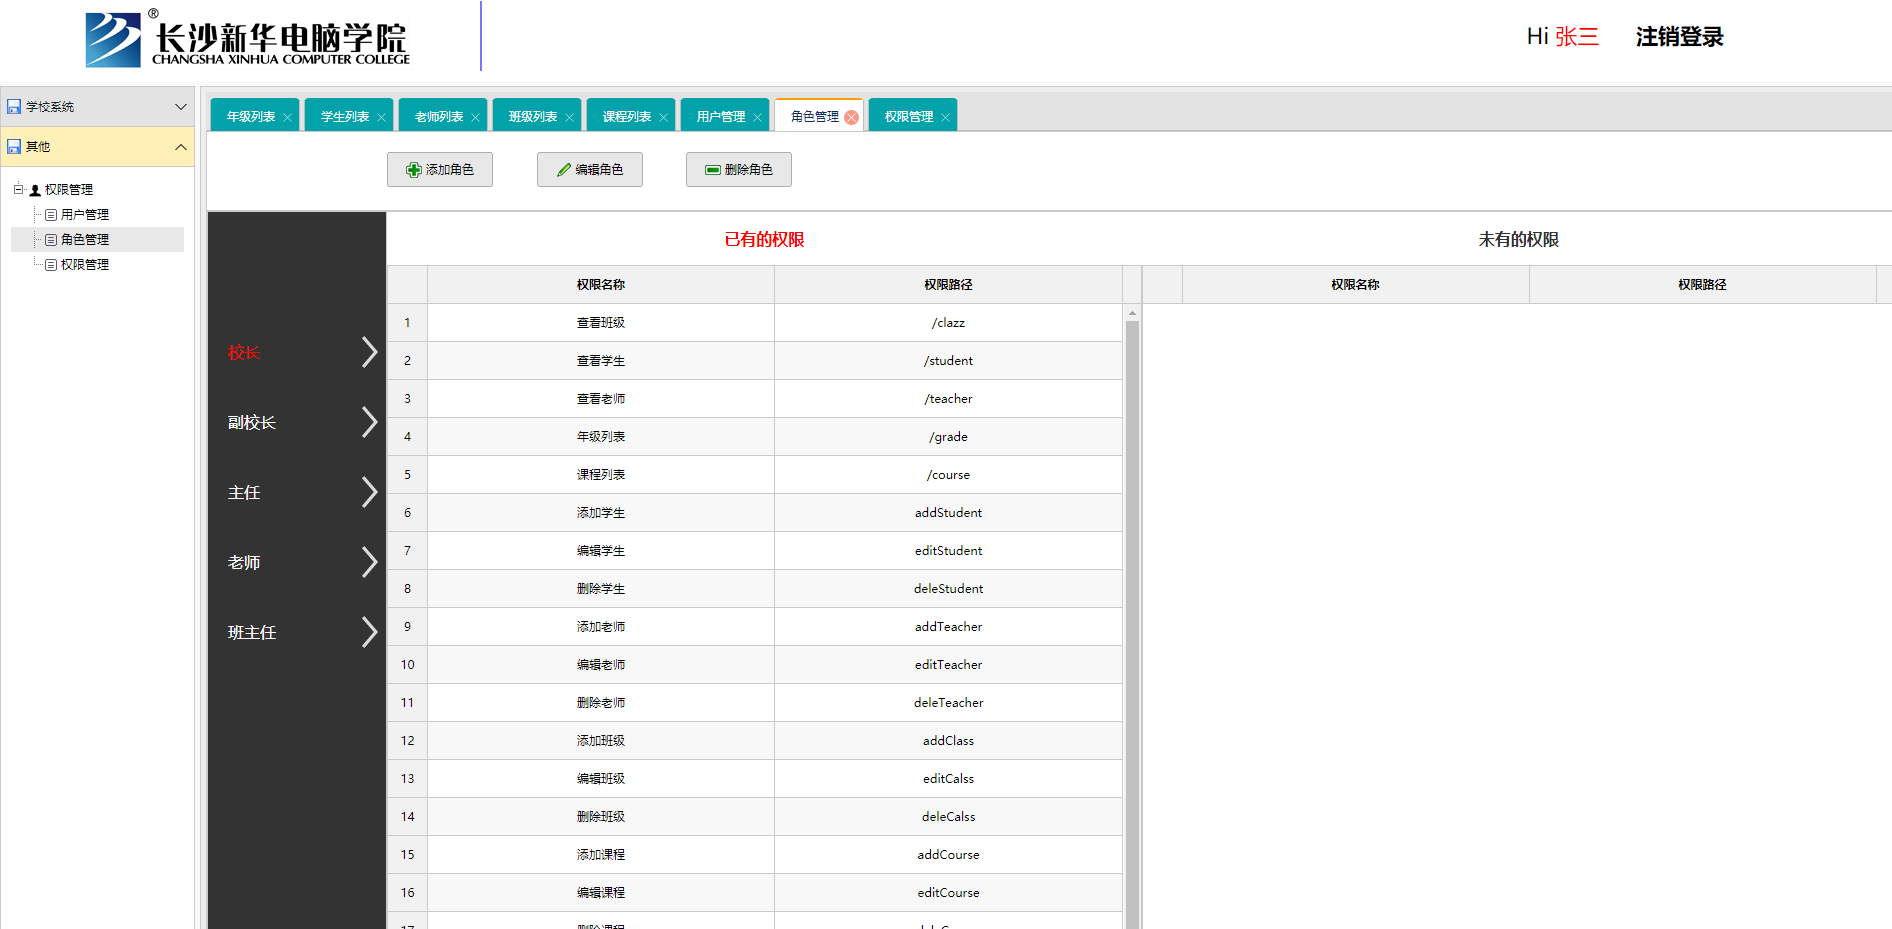 ®
长沙新华电脑学院
CHANGSHA XINHUA COMPUTER COLLEGE
Hi 张三 注销登录
学校系统
其他
权限管理
用户管理
角色管理
权限管理
年级列表 学生列表 老师列表 班级列表 课程列表 用户管理 角色管理 权限管理
添加角色 编辑角色 删除角色
校长
副校长
主任
老师
班主任
已有的权限
权限名称 权限路径
1 查看班级 /clazz
2 查看学生 /student
3 查看老师 /teacher
4 年级列表 /grade
5 课程列表 /course
6 添加学生 addStudent
7 编辑学生 editStudent
8 删除学生 deleStudent
9 添加老师 addTeacher
10 编辑老师 editTeacher
11 删除老师 deleTeacher
12 添加班级 addClass
13 编辑班级 editCalss
14 删除班级 deleCalss
15 添加课程 addCourse
16 编辑课程 editCourse
未有的权限
权限名称 权限路径